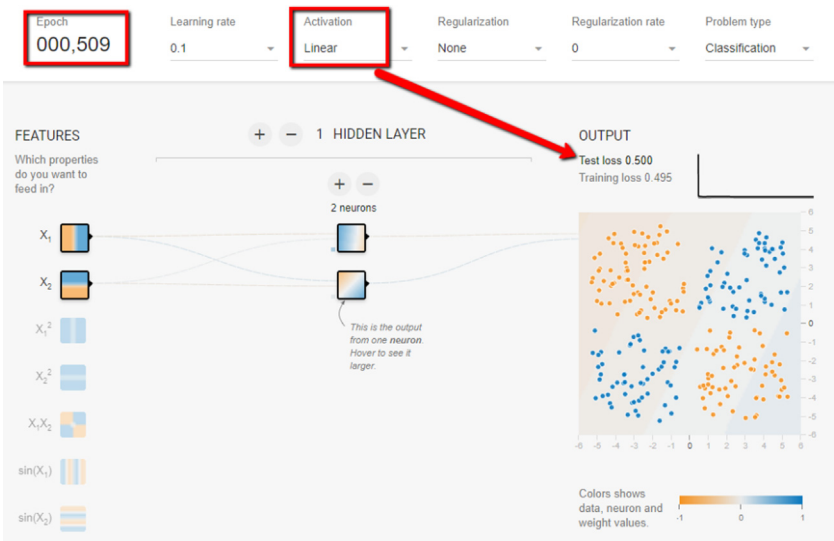 Epoch
000,509
Learning rate
0.1
Activation
Linear
Regularization
None
Regularization rate
0
Problem type
Classification
FEATURES
Which properties
do you want to
feed in?
X1
X2
X1²
X2²
X1X2
sin(X1)
sin(X2)
+ − 1 HIDDEN LAYER
+ −
2 neurons
This is the output
from one neuron.
Hover to see it
larger.
OUTPUT
Test loss 0.500
Training loss 0.495
6
5
4
3
2
1
0
-1
-2
-3
-4
-5
-6
-6 -5 -4 -3 -2 -1 0 1 2 3 4 5 6
Colors shows
data, neuron and
weight values.
-1 0 1